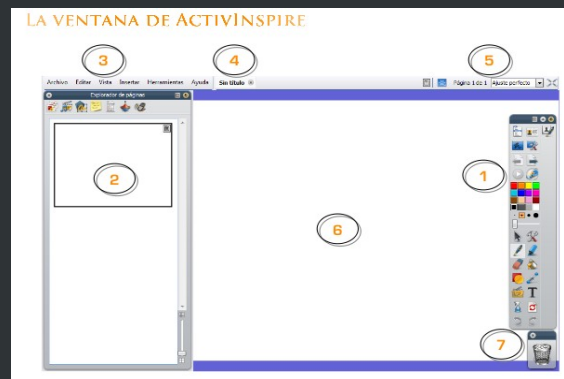 LA VENTANA DE ACTIVINSPIRE
3
4
5
Archivo Editar Vista Insertar Herramientas Ayuda Sin título Página 1 de 1 Ajuste perfecto
Explorador de páginas
2
1
6
7